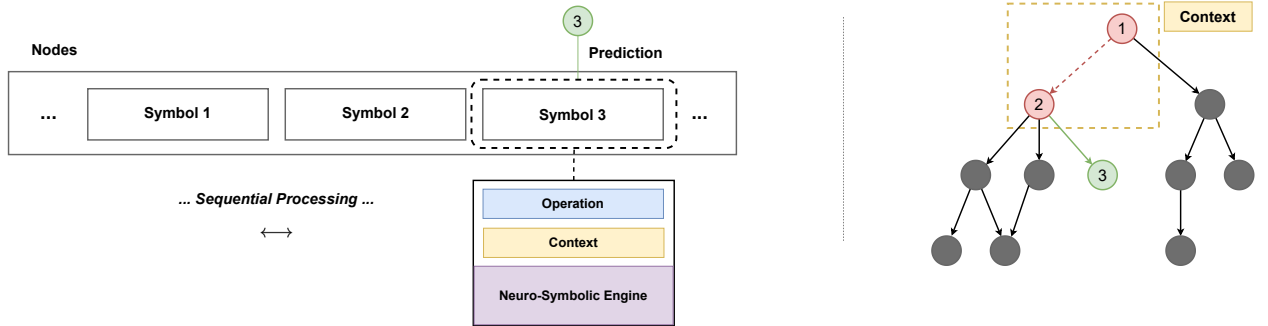 3
Nodes
Prediction
...
Symbol 1
Symbol 2
Symbol 3
...
... Sequential Processing ...
Operation
Context
Neuro-Symbolic Engine
Context
1
2
3